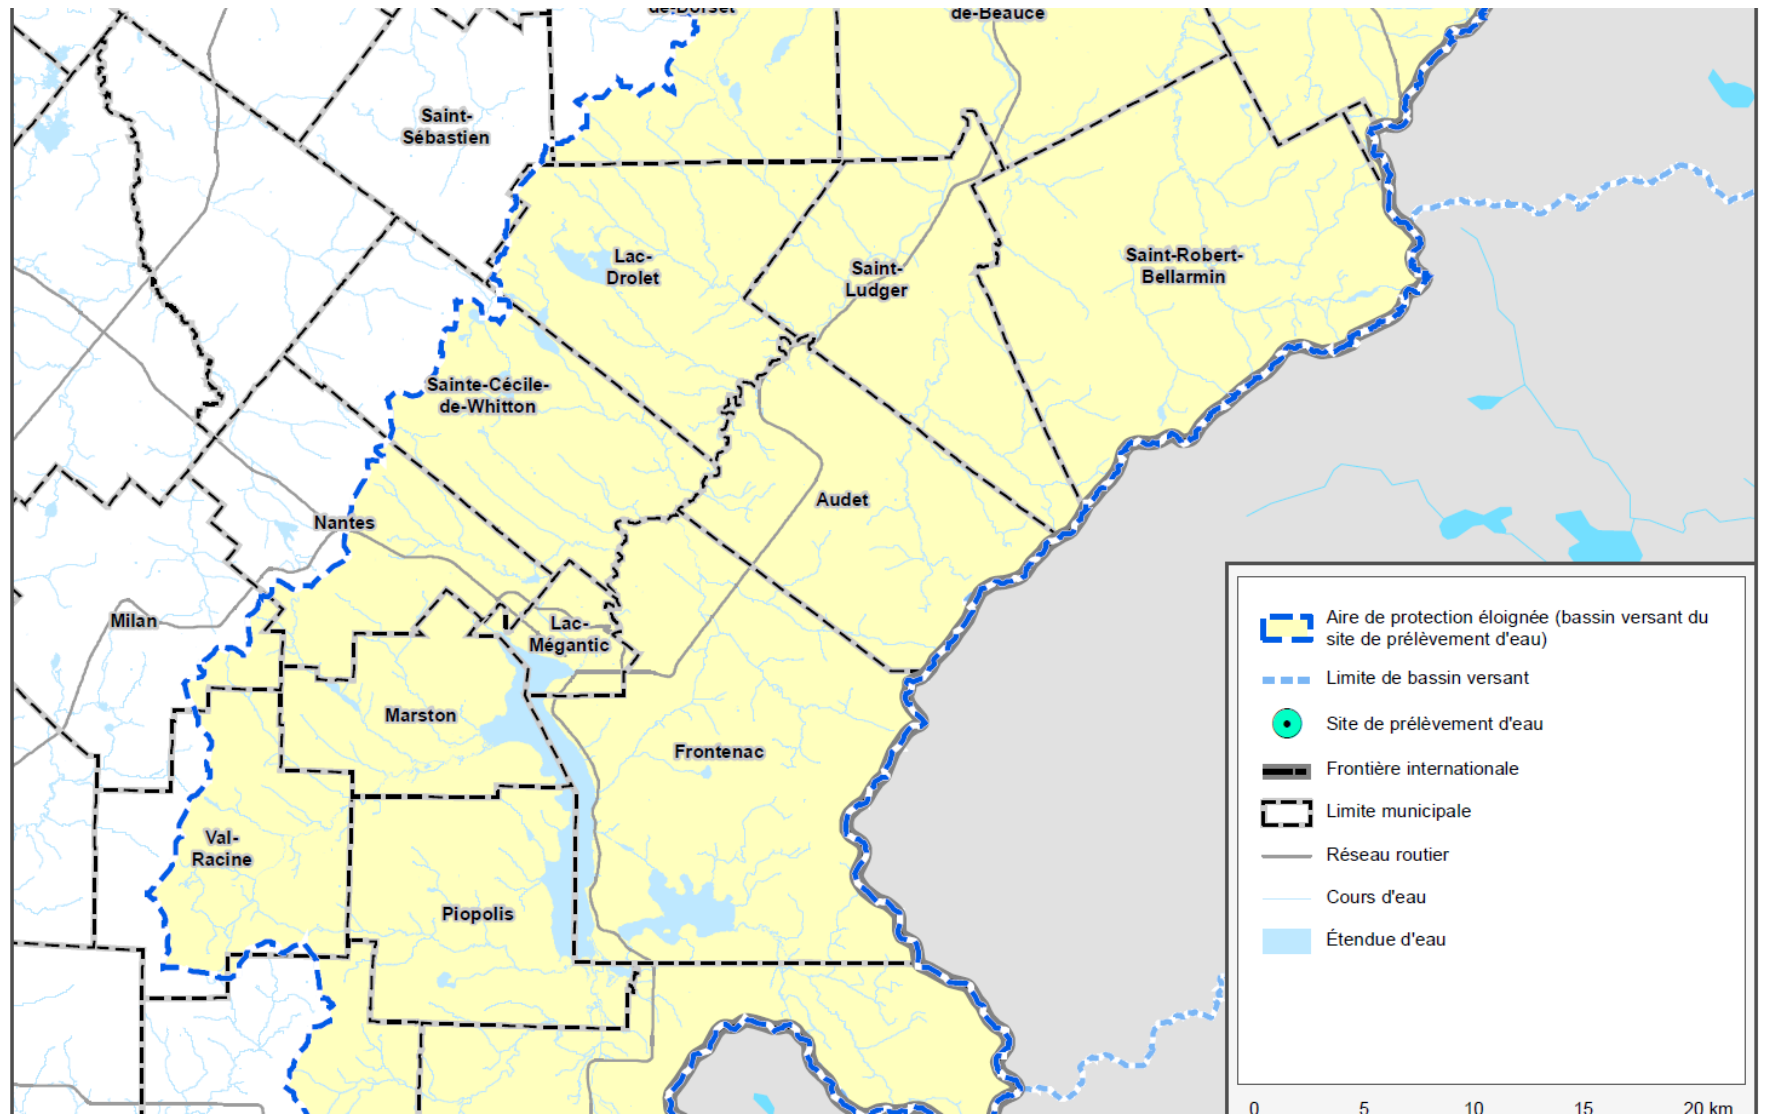 de-Dorset
de-Beauce
Saint-
Sébastien
Lac-
Drolet
Saint-
Ludger
Saint-Robert-
Bellarmin
Sainte-Cécile-
de-Whitton
Audet
Nantes
Milan
Lac-
Mégantic
Marston
Frontenac
Val-
Racine
Piopolis
Aire de protection éloignée (bassin versant du
site de prélèvement d'eau)
Limite de bassin versant
Site de prélèvement d'eau
Frontière internationale
Limite municipale
Réseau routier
Cours d'eau
Étendue d'eau
0 5 10 15 20 km